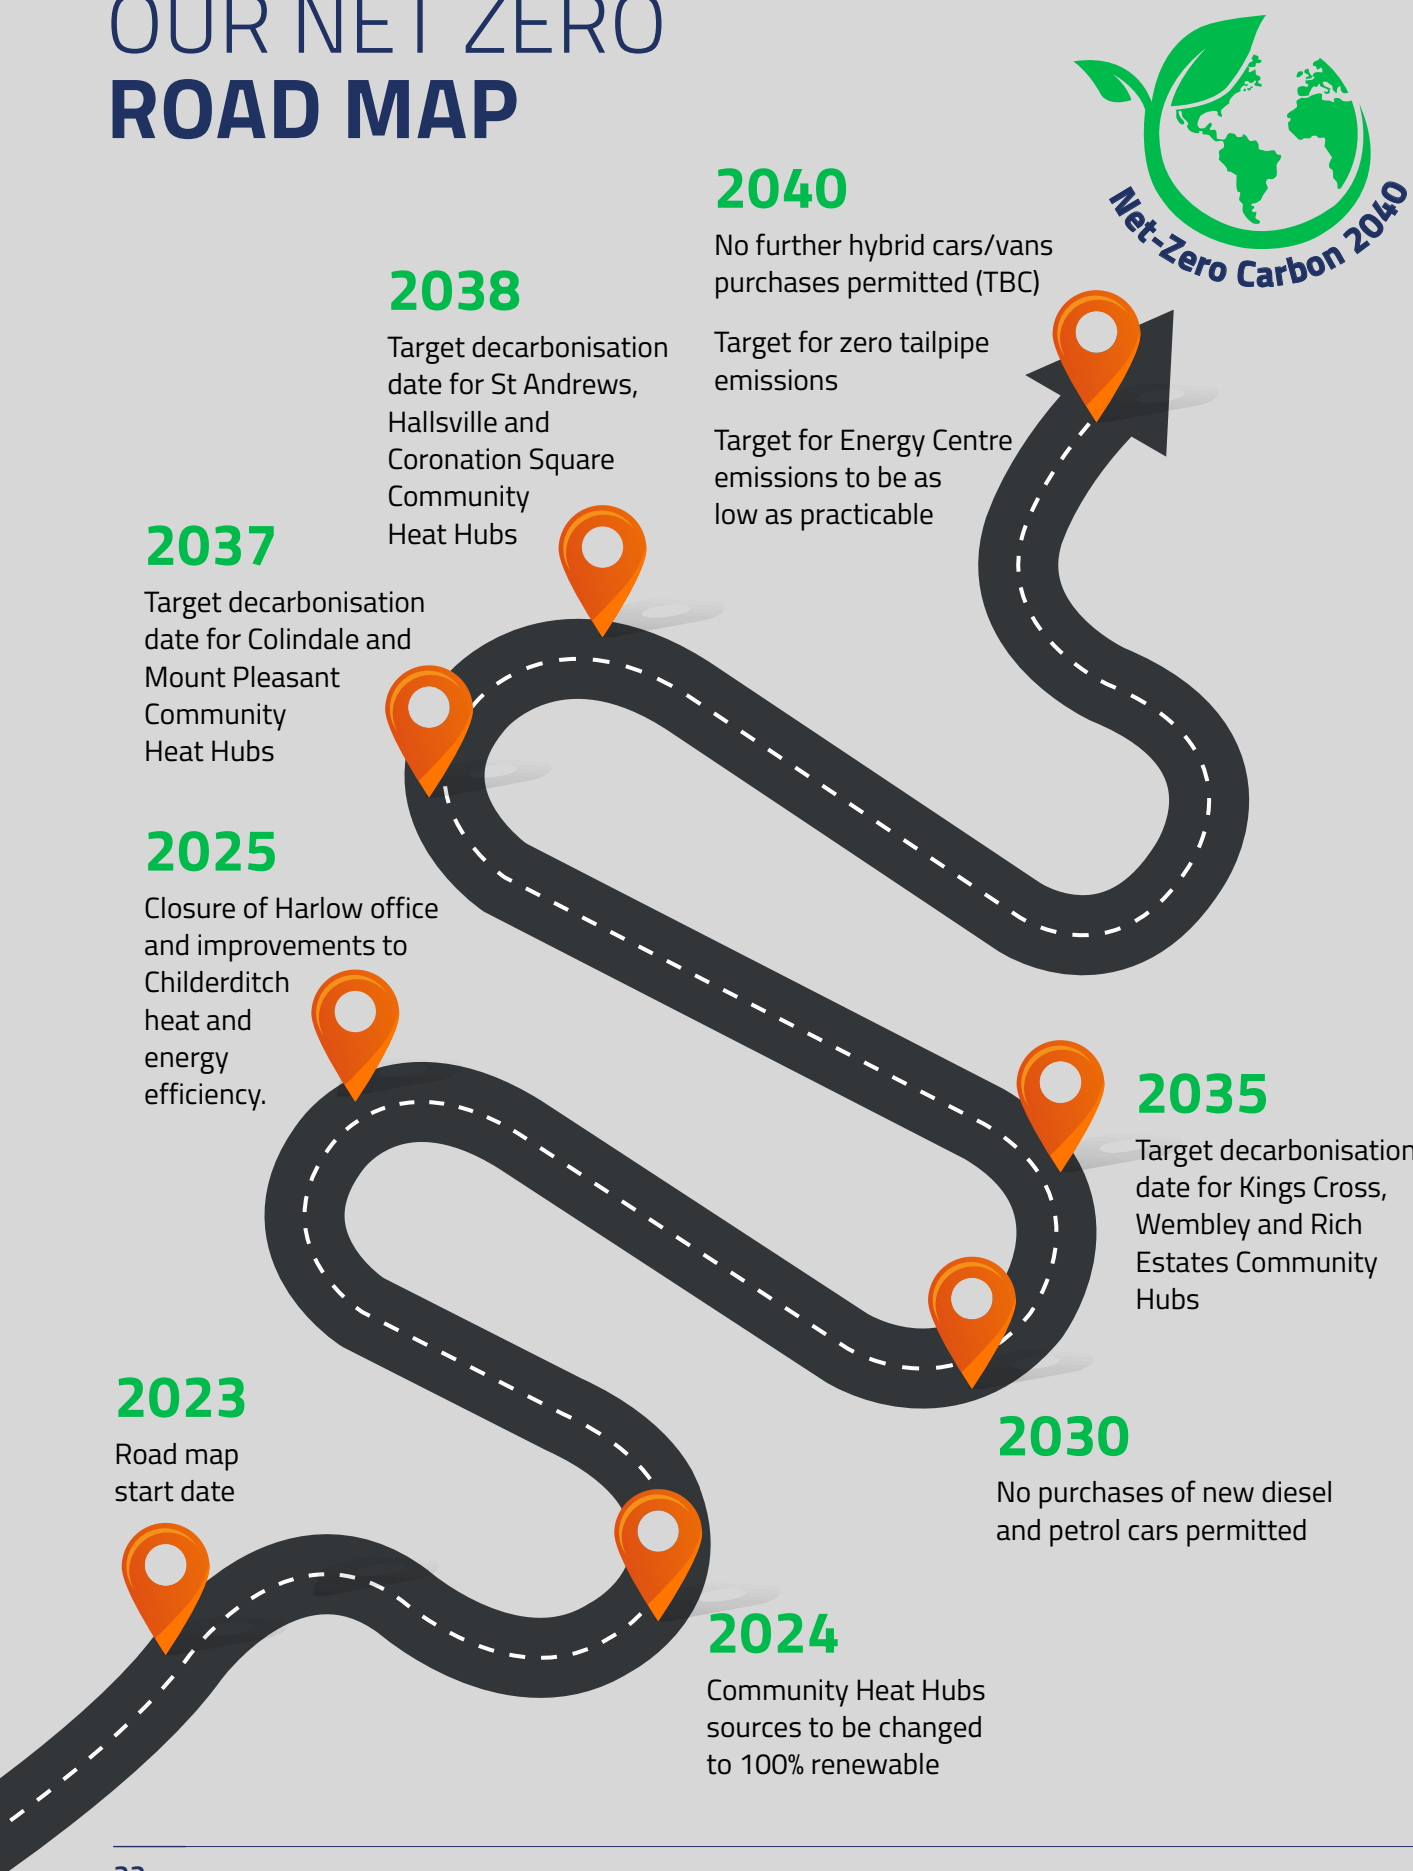 OUR NET ZERO
ROAD MAP
Net-Zero Carbon 2040
2040
No further hybrid cars/vans
purchases permitted (TBC)
Target for zero tailpipe
emissions
Target for Energy Centre
emissions to be as
low as practicable
2038
Target decarbonisation
date for St Andrews,
Hallsville and
Coronation Square
Community
Heat Hubs
2037
Target decarbonisation
date for Colindale and
Mount Pleasant
Community
Heat Hubs
2025
Closure of Harlow office
and improvements to
Childerditch
heat and
energy
efficiency.
2035
Target decarbonisation
date for Kings Cross,
Wembley and Rich
Estates Community
Hubs
2030
No purchases of new diesel
and petrol cars permitted
2023
Road map
start date
2024
Community Heat Hubs
sources to be changed
to 100% renewable